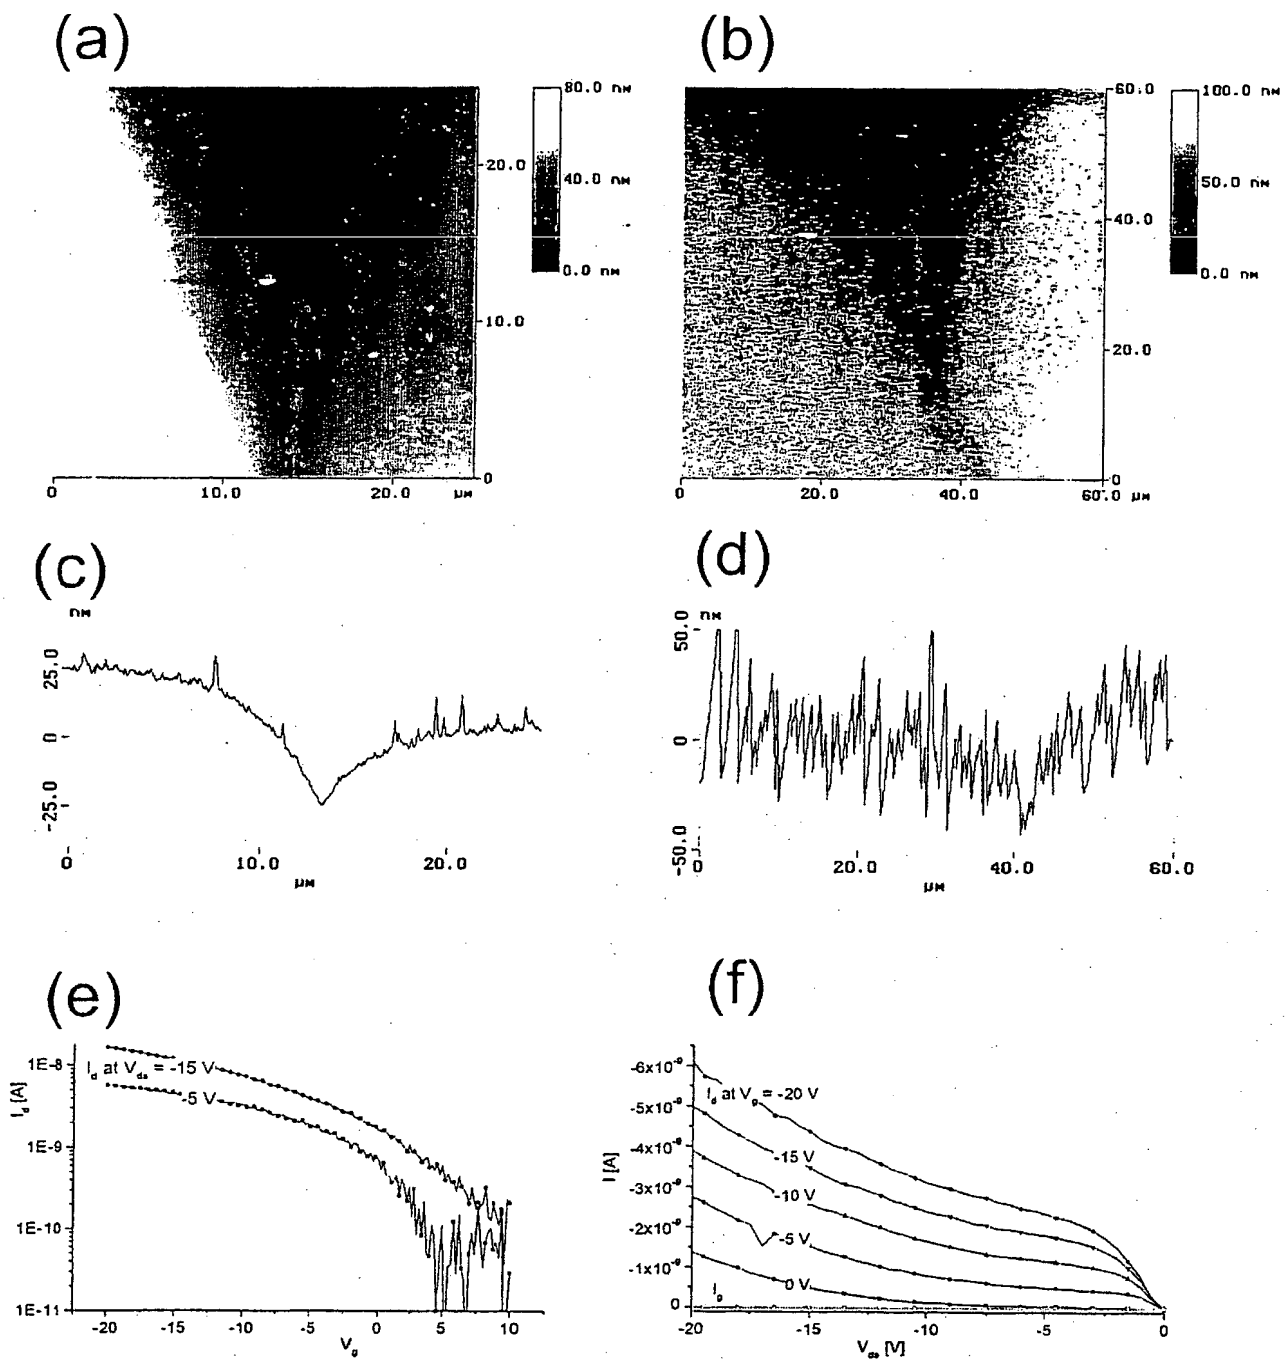 (a)
(b)
80.0 nM
40.0 nM
0.0 nM
20.0
10.0
0
0 10.0 20.0 µM
60.0
100.0 nM
50.0 nM
0.0 nM
40.0
20.0
0
0 20.0 40.0 60.0 µM
(c)
(d)
nM
25.0
0
-25.0
0 10.0 20.0
µM
nM
50.0
0
-50.0
0 20.0 40.0 60.0
µM
(e)
(f)
1E-8
1E-9
1E-10
1E-11
I_d [A]
I_d at V_ds = -15 V
-5 V
-20 -15 -10 -5 0 5 10
V_g
-6x10^-9
-5x10^-9
-4x10^-9
-3x10^-9
-2x10^-9
-1x10^-9
0
I [A]
I_d at V_g = -20 V
-15 V
-10 V
-5 V
0 V
I_g
-20 -15 -10 -5 0
V_ds [V]